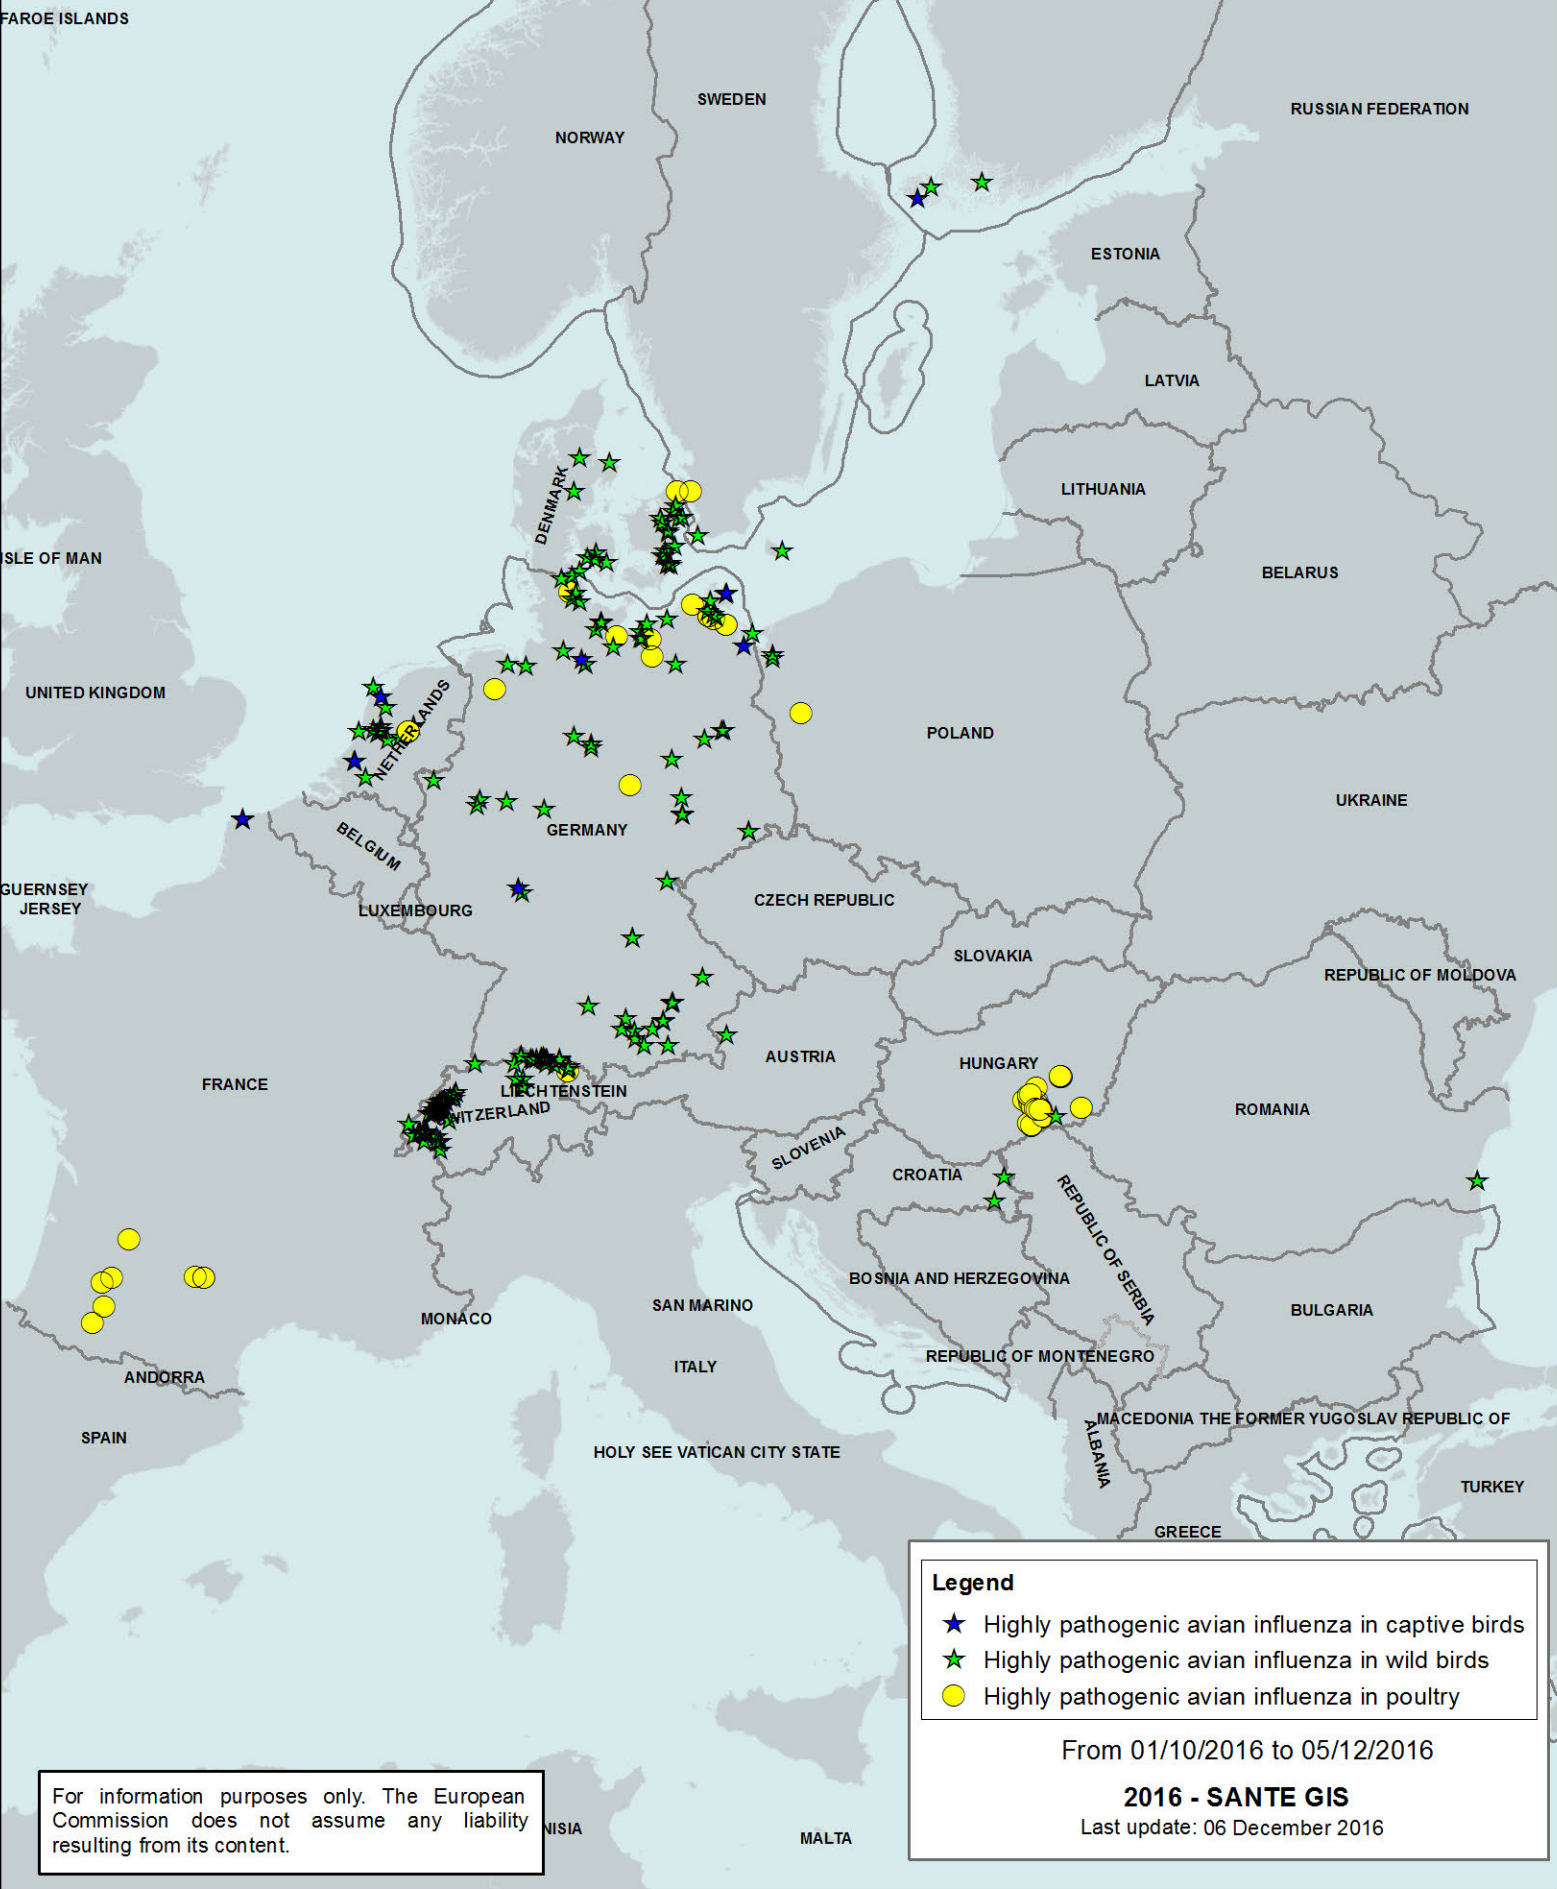 FAROE ISLANDS
SWEDEN
NORWAY
RUSSIAN FEDERATION
ESTONIA
LATVIA
LITHUANIA
DENMARK
ISLE OF MAN
BELARUS
UNITED KINGDOM
NETHERLANDS
POLAND
UKRAINE
BELGIUM
GERMANY
GUERNSEY
JERSEY
LUXEMBOURG
CZECH REPUBLIC
SLOVAKIA
REPUBLIC OF MOLDOVA
AUSTRIA
HUNGARY
FRANCE
LIECHTENSTEIN
WITZERLAND
ROMANIA
SLOVENIA
CROATIA
REPUBLIC OF SERBIA
BOSNIA AND HERZEGOVINA
SAN MARINO
MONACO
BULGARIA
REPUBLIC OF MONTENEGRO
ITALY
ANDORRA
MACEDONIA THE FORMER YUGOSLAV REPUBLIC OF
SPAIN
ALBANIA
HOLY SEE VATICAN CITY STATE
TURKEY
GREECE
Legend
Highly pathogenic avian influenza in captive birds
Highly pathogenic avian influenza in wild birds
Highly pathogenic avian influenza in poultry
From 01/10/2016 to 05/12/2016
2016 - SANTE GIS
Last update: 06 December 2016
For information purposes only. The European
Commission does not assume any liability
resulting from its content.
NISIA
MALTA